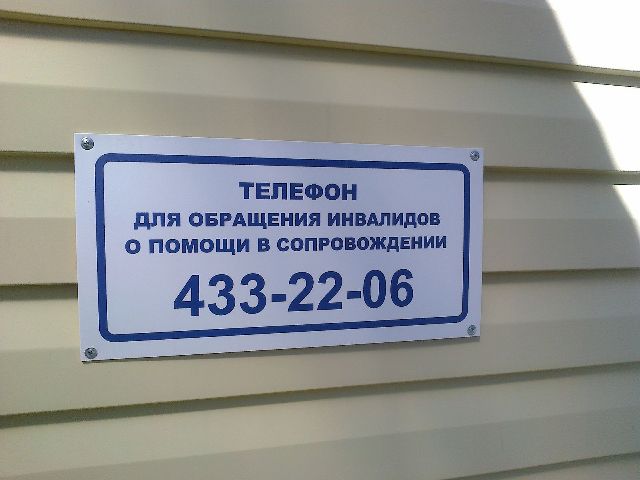 ТЕЛЕФОН
ДЛЯ ОБРАЩЕНИЯ ИНВАЛИДОВ
О ПОМОЩИ В СОПРОВОЖДЕНИИ
433-22-06